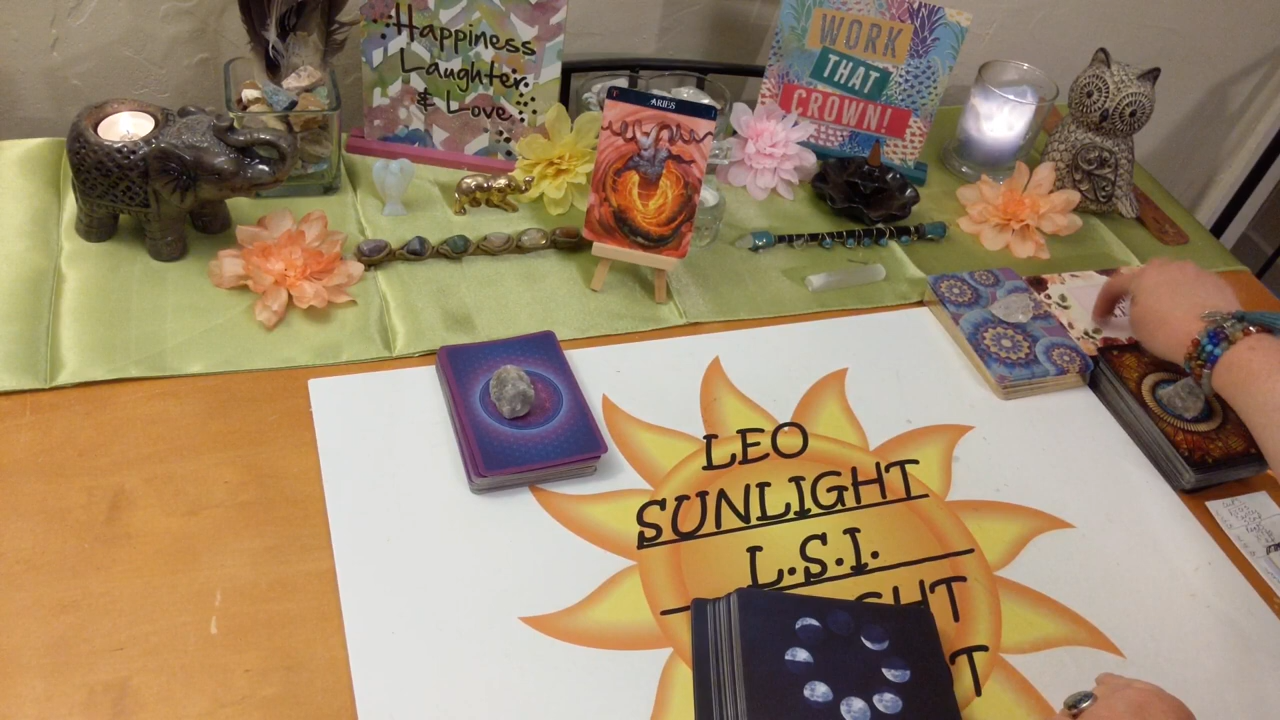 Happiness
Laughter
& Love
WORK
THAT
CROWN!
ARIES
LEO
SUNLIGHT
L.S.I.